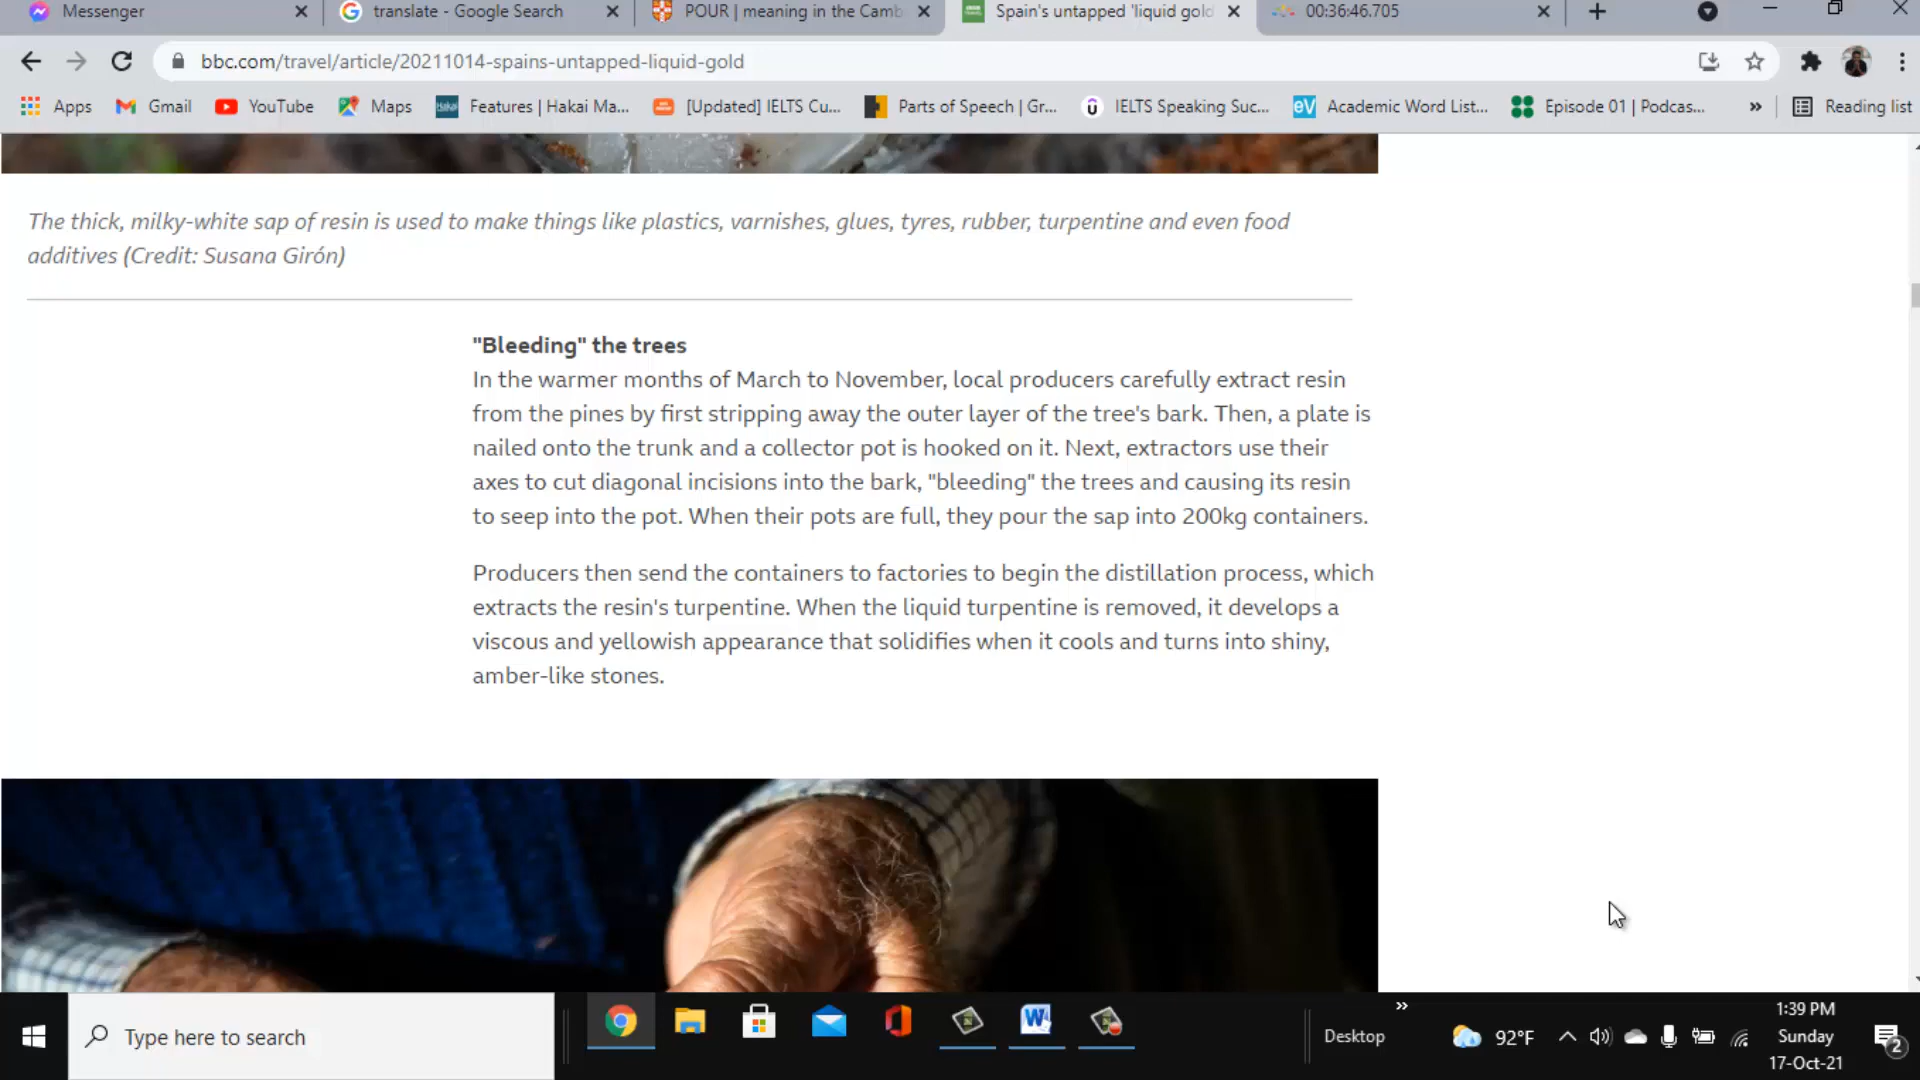 Messenger
translate - Google Search
POUR | meaning in the Camb
Spain's untapped 'liquid gold
00:36:46.705
bbc.com/travel/article/20211014-spains-untapped-liquid-gold
Apps
Gmail
YouTube
Maps
Hakai
Features | Hakai Ma...
[Updated] IELTS Cu...
Parts of Speech | Gr...
IELTS Speaking Suc...
eV
Academic Word List...
Episode 01 | Podcas...
»
Reading list
The thick, milky-white sap of resin is used to make things like plastics, varnishes, glues, tyres, rubber, turpentine and even food
additives (Credit: Susana Girón)
"Bleeding" the trees
In the warmer months of March to November, local producers carefully extract resin
from the pines by first stripping away the outer layer of the tree's bark. Then, a plate is
nailed onto the trunk and a collector pot is hooked on it. Next, extractors use their
axes to cut diagonal incisions into the bark, "bleeding" the trees and causing its resin
to seep into the pot. When their pots are full, they pour the sap into 200kg containers.
Producers then send the containers to factories to begin the distillation process, which
extracts the resin's turpentine. When the liquid turpentine is removed, it develops a
viscous and yellowish appearance that solidifies when it cools and turns into shiny,
amber-like stones.
Type here to search
W
Desktop
»
92°F
1:39 PM
Sunday
17-Oct-21
2